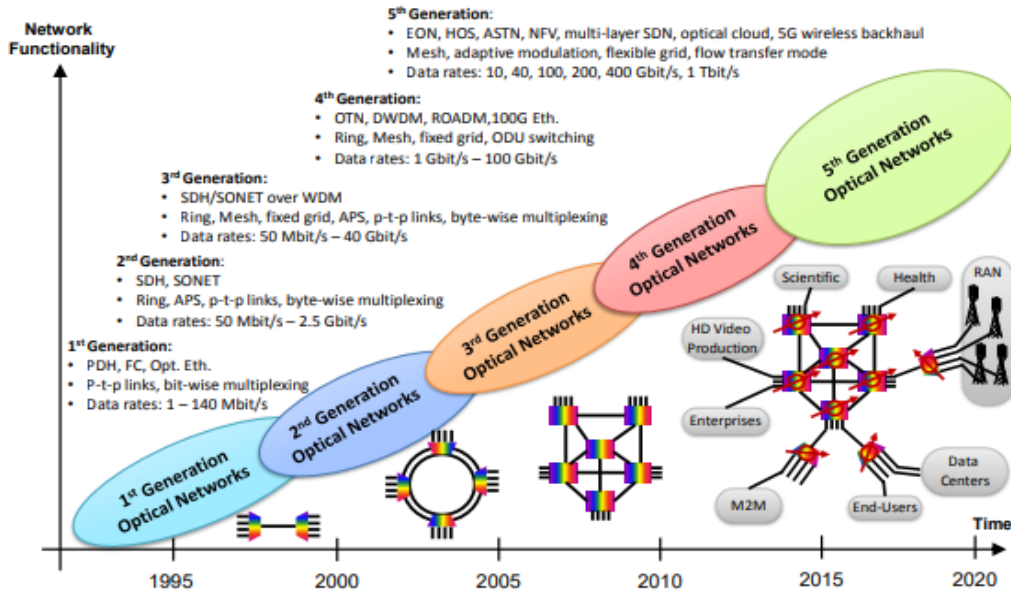 Network
Functionality
5th Generation:
• EON, HOS, ASTN, NFV, multi-layer SDN, optical cloud, 5G wireless backhaul
• Mesh, adaptive modulation, flexible grid, flow transfer mode
• Data rates: 10, 40, 100, 200, 400 Gbit/s, 1 Tbit/s
4th Generation:
• OTN, DWDM, ROADM,100G Eth.
• Ring, Mesh, fixed grid, ODU switching
• Data rates: 1 Gbit/s – 100 Gbit/s
3rd Generation:
• SDH/SONET over WDM
• Ring, Mesh, fixed grid, APS, p-t-p links, byte-wise multiplexing
• Data rates: 50 Mbit/s – 40 Gbit/s
2nd Generation:
• SDH, SONET
• Ring, APS, p-t-p links, byte-wise multiplexing
• Data rates: 50 Mbit/s – 2.5 Gbit/s
1st Generation:
• PDH, FC, Opt. Eth.
• P-t-p links, bit-wise multiplexing
• Data rates: 1 – 140 Mbit/s
1st Generation
Optical Networks
2nd Generation
Optical Networks
3rd Generation
Optical Networks
4th Generation
Optical Networks
5th Generation
Optical Networks
Scientific
Health
RAN
HD Video
Production
Enterprises
M2M
End-Users
Data
Centers
Time
1995
2000
2005
2010
2015
2020